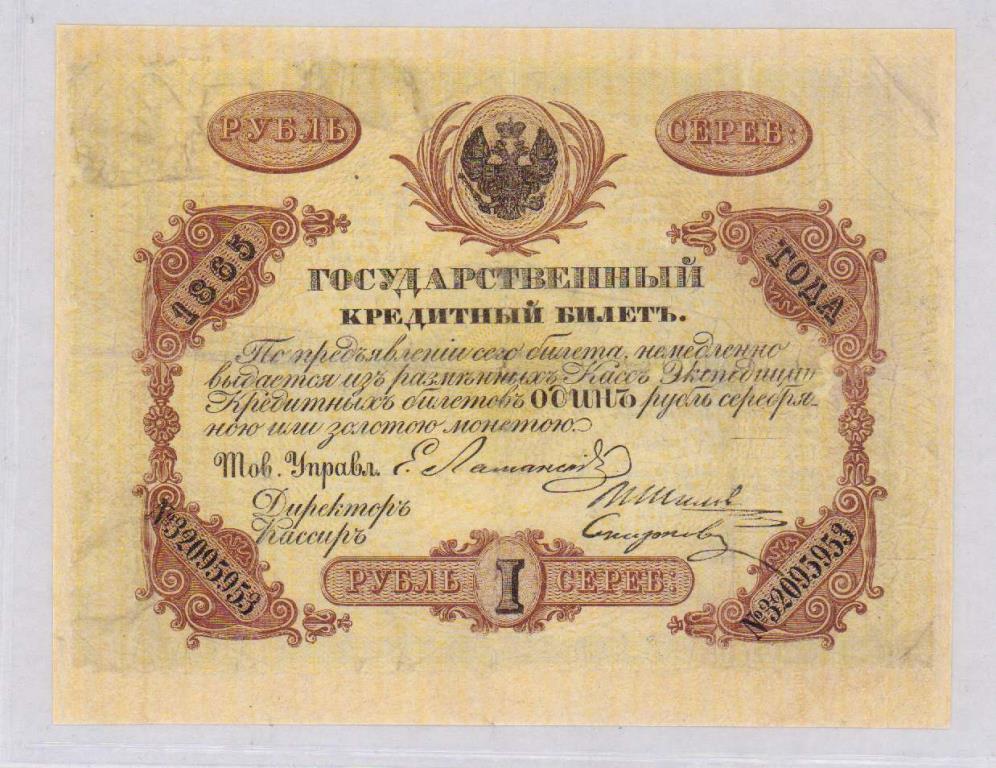 РУБЛЬ
СЕРЕБ:
1865
ГОДА
ГОСУДАРСТВЕННЫЙ
КРЕДИТНЫЙ БИЛЕТЪ.
По предъявленіи сего билета, немедленно
выдается изъ размѣнныхъ Кассъ Экспедиціи
Кредитныхъ билетовъ ОДИНЪ рубль серебря-
ною или золотою монетою.
Тов. Управл. Е. Ламанскій
Директоръ
Кассиръ
№32095953
№32095953
РУБЛЬ I СЕРЕБ: